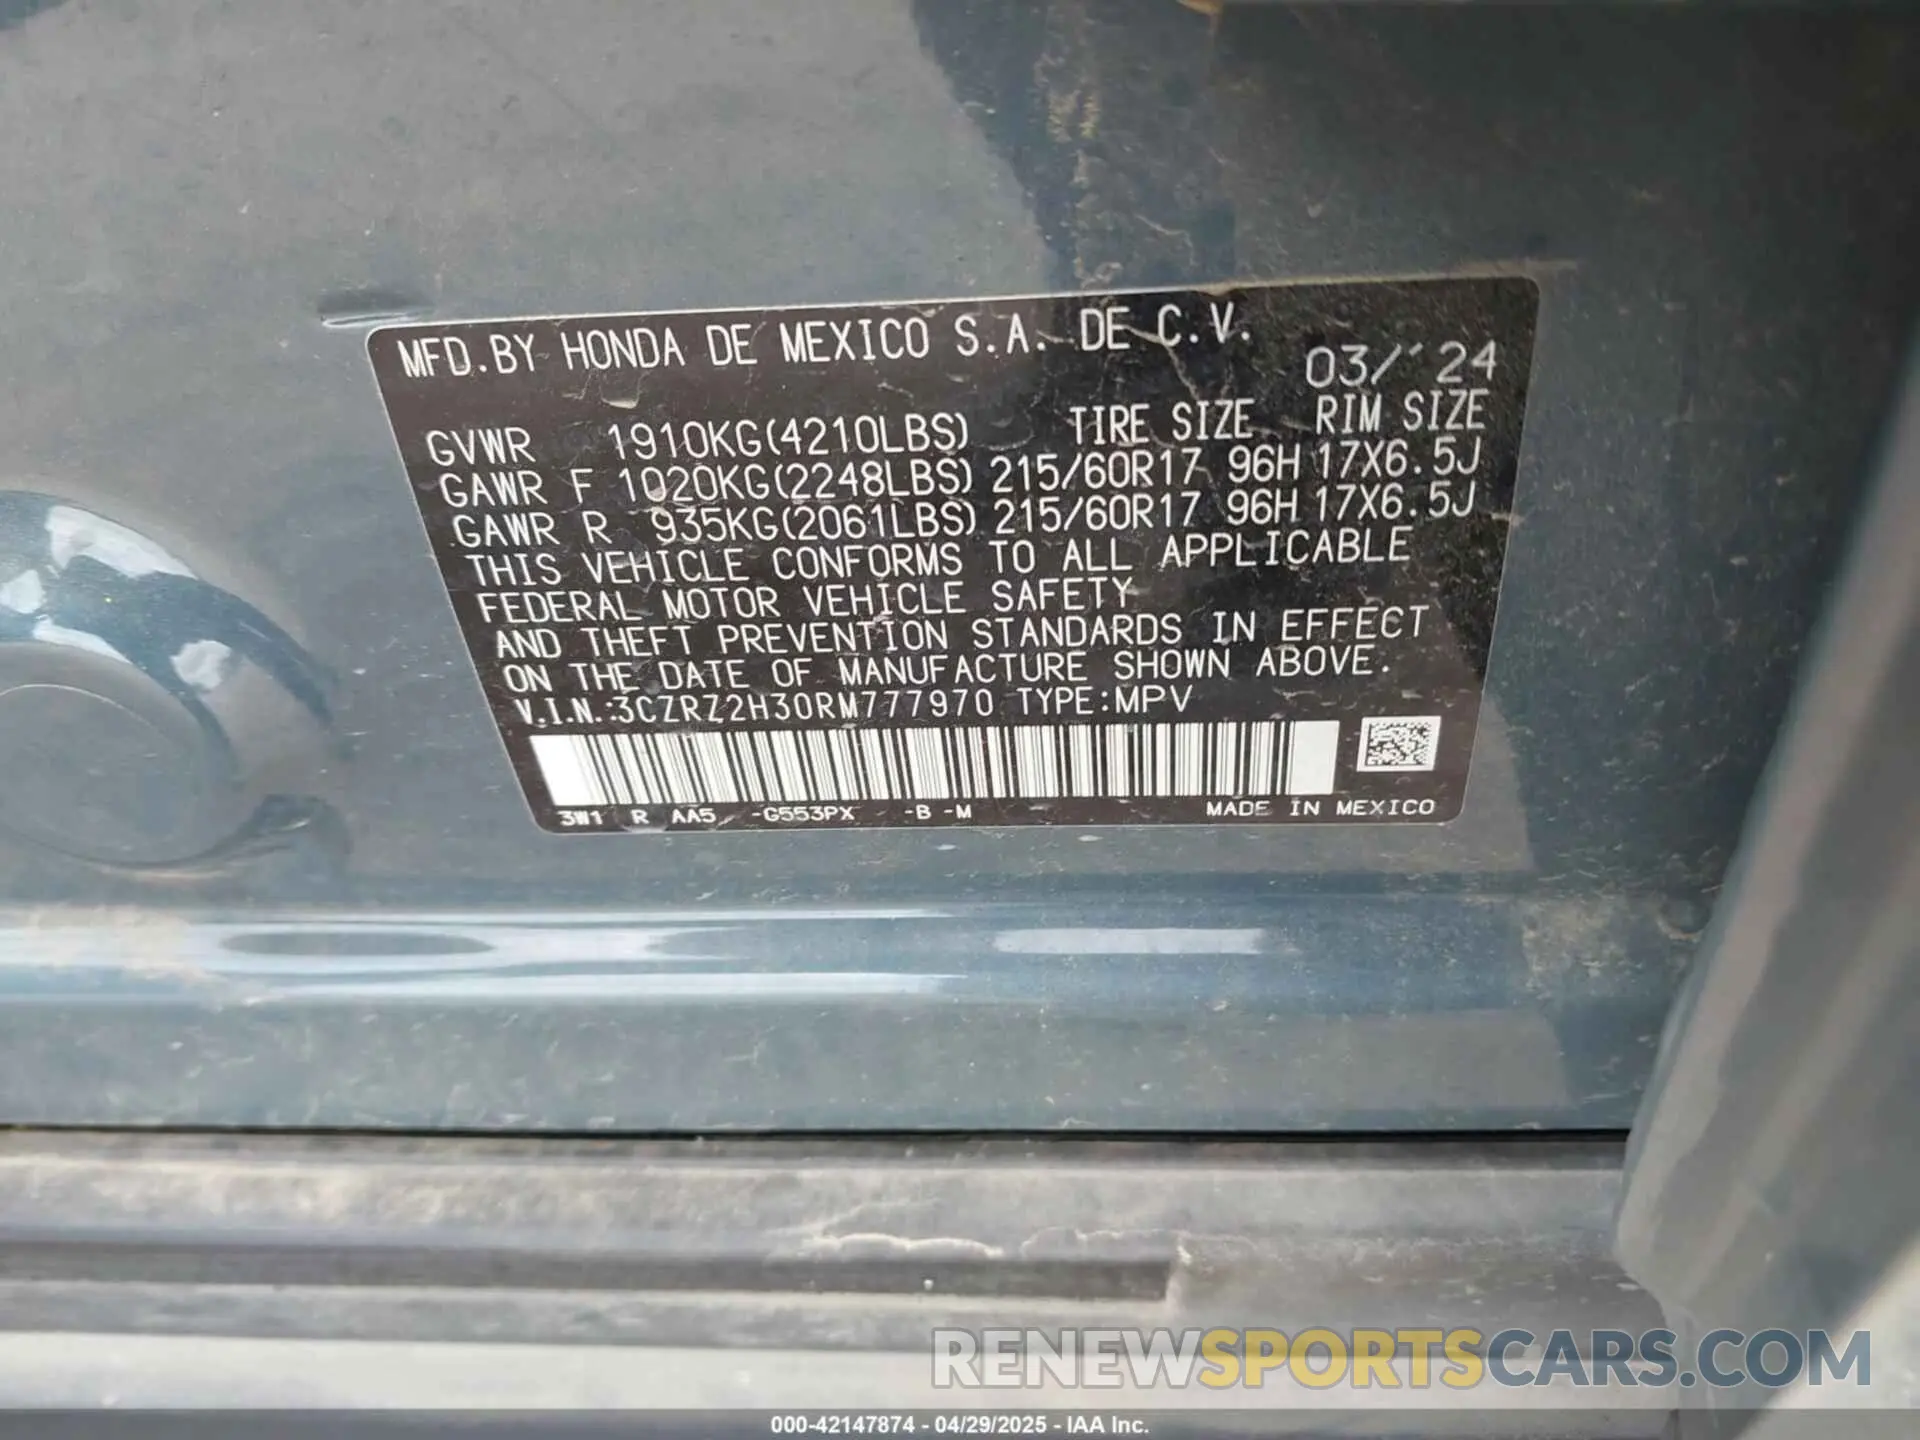 MFD.BY HONDA DE MEXICO S.A. DE C.V.
03/'24
GVWR 1910KG(4210LBS) TIRE SIZE RIM SIZE
GAWR F 1020KG(2248LBS) 215/60R17 96H 17X6.5J
GAWR R 935KG(2061LBS) 215/60R17 96H 17X6.5J
THIS VEHICLE CONFORMS TO ALL APPLICABLE
FEDERAL MOTOR VEHICLE SAFETY
AND THEFT PREVENTION STANDARDS IN EFFECT
ON THE DATE OF MANUFACTURE SHOWN ABOVE.
V.I.N.:3CZRZ2H30RM777970 TYPE:MPV
3W1 R AA5 -G553PX -B -M MADE IN MEXICO
RENEWSPORTSCARS.COM
000-42147874 - 04/29/2025 - IAA Inc.